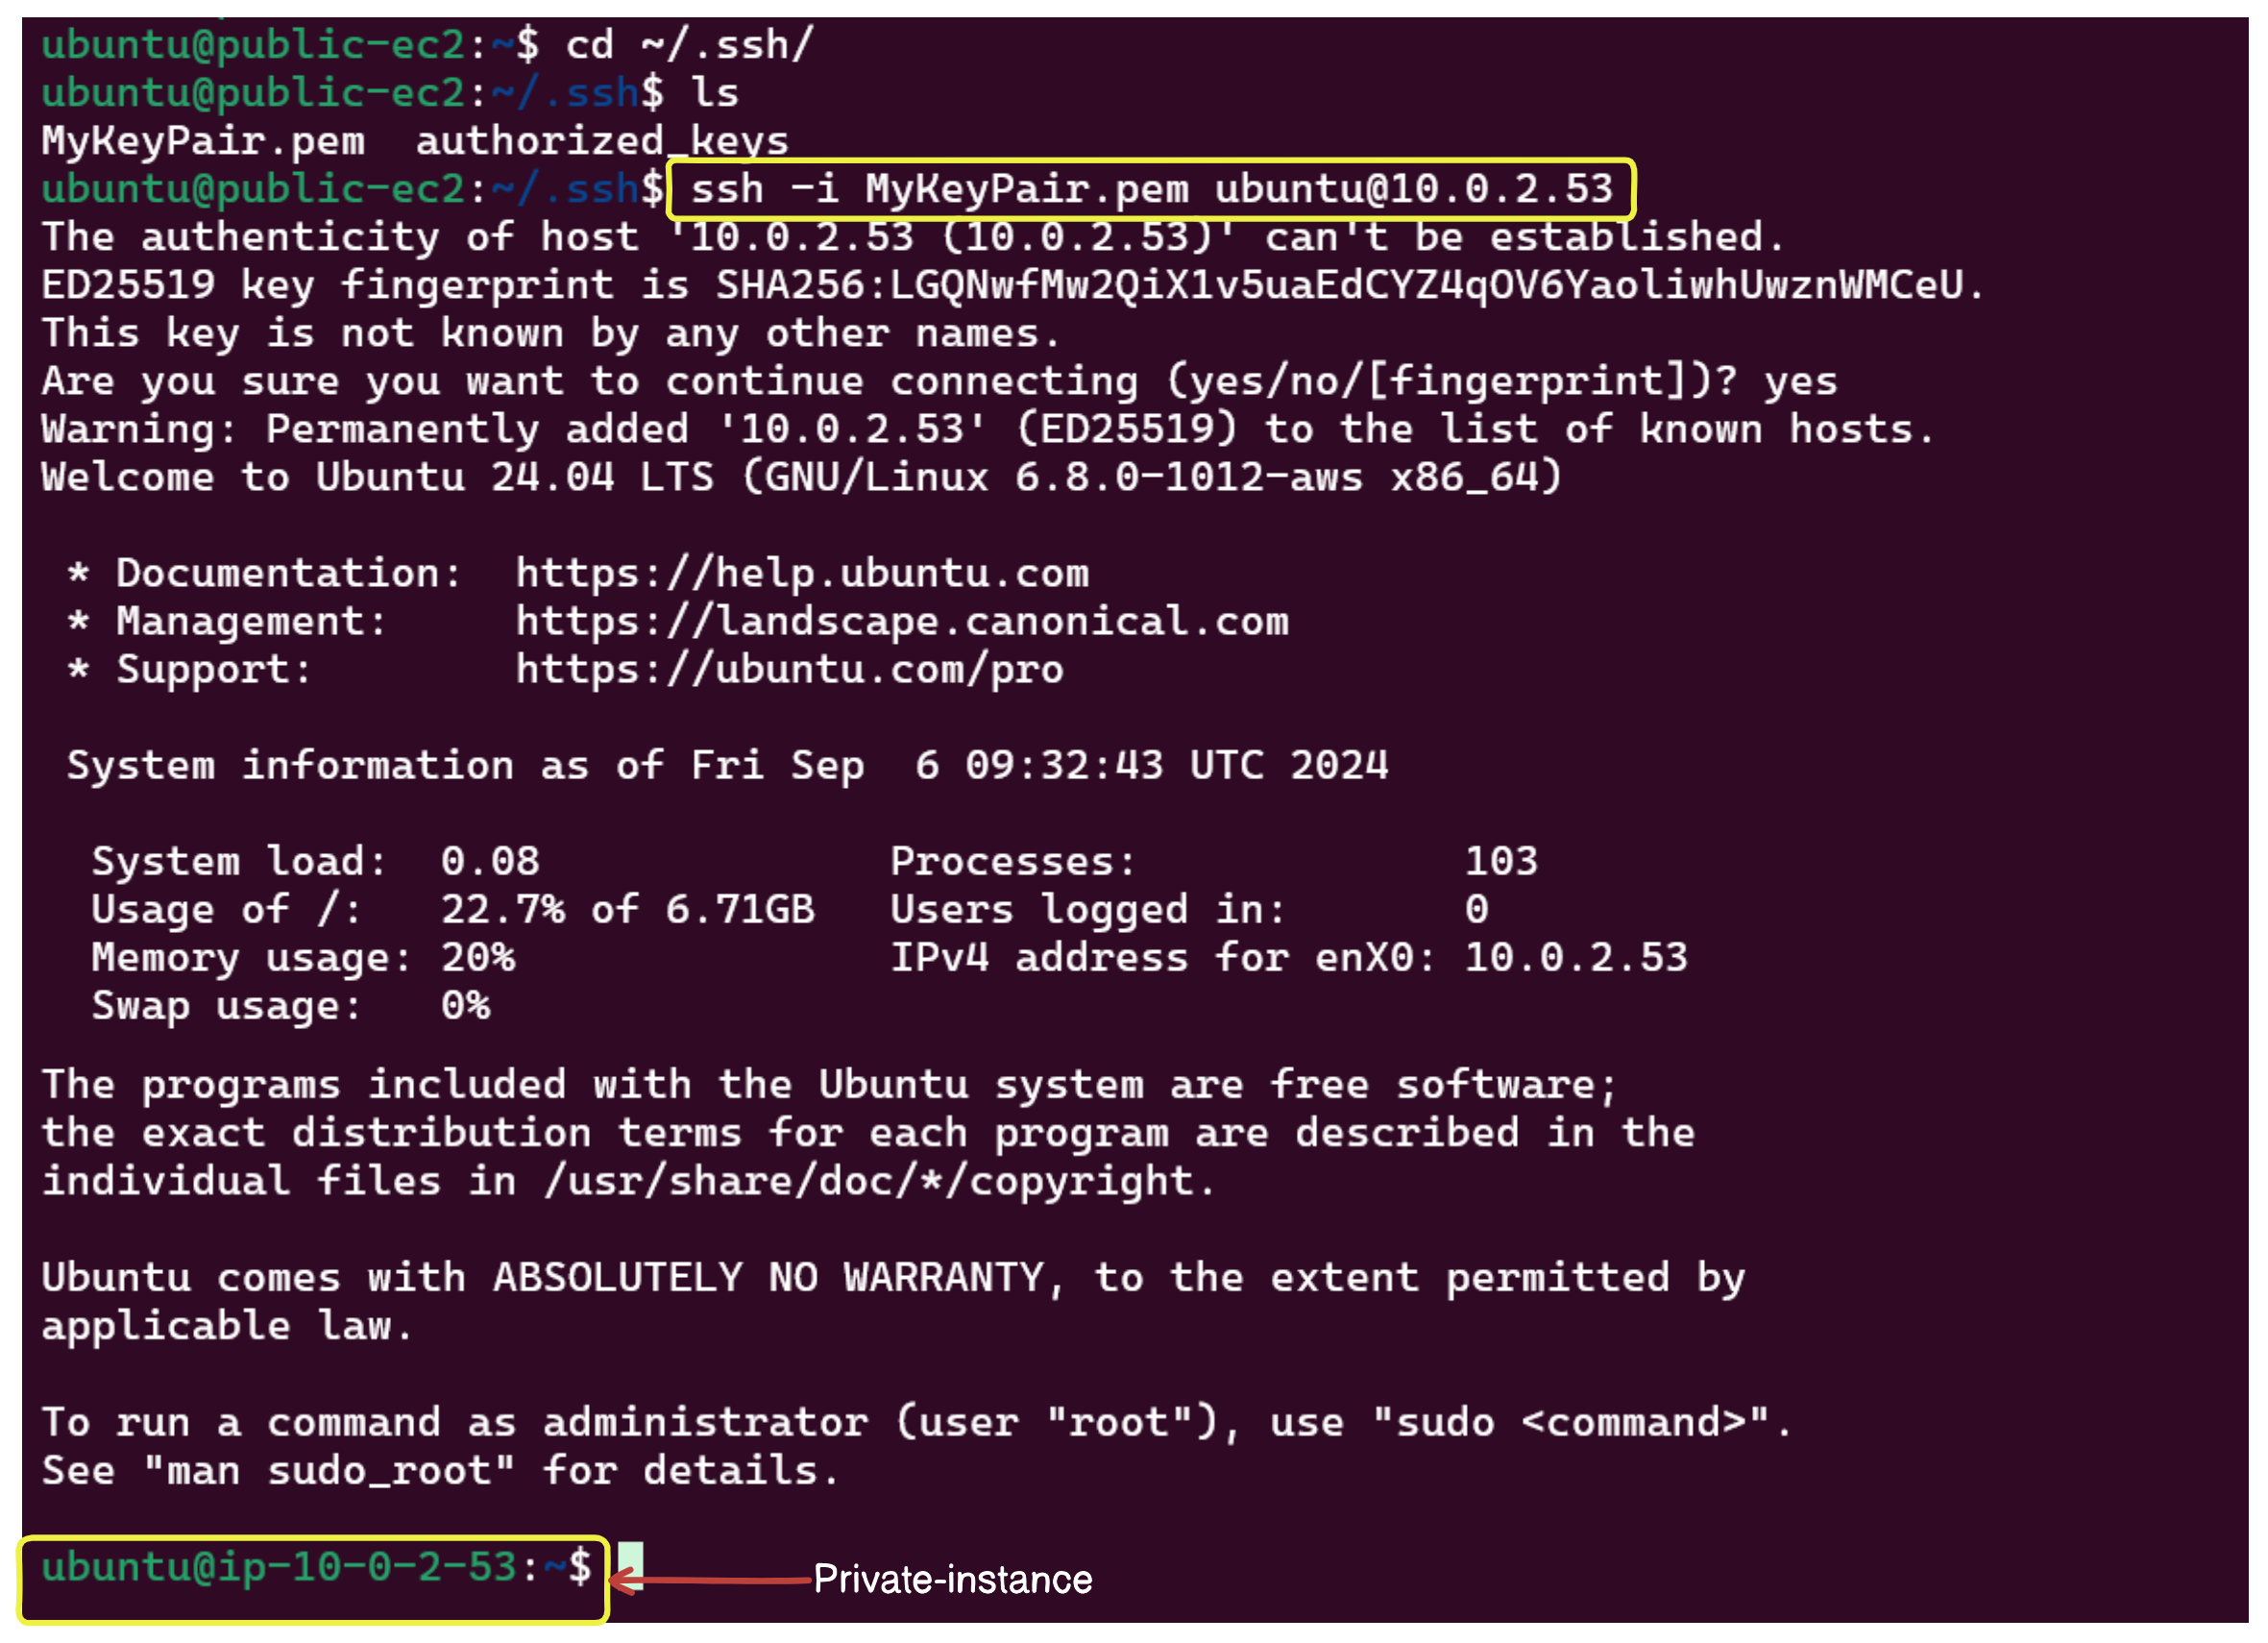 ubuntu@public-ec2:~$ cd ~/.ssh/
ubuntu@public-ec2:~/.ssh$ ls
MyKeyPair.pem  authorized_keys
ubuntu@public-ec2:~/.ssh$ ssh -i MyKeyPair.pem ubuntu@10.0.2.53
The authenticity of host '10.0.2.53 (10.0.2.53)' can't be established.
ED25519 key fingerprint is SHA256:LGQNwfMw2QiX1v5uaEdCYZ4qOV6YaoliwhUwznWMCeU.
This key is not known by any other names.
Are you sure you want to continue connecting (yes/no/[fingerprint])? yes
Warning: Permanently added '10.0.2.53' (ED25519) to the list of known hosts.
Welcome to Ubuntu 24.04 LTS (GNU/Linux 6.8.0-1012-aws x86_64)
 * Documentation:  https://help.ubuntu.com
 * Management:     https://landscape.canonical.com
 * Support:        https://ubuntu.com/pro
 System information as of Fri Sep  6 09:32:43 UTC 2024
  System load:  0.08              Processes:             103
  Usage of /:   22.7% of 6.71GB   Users logged in:       0
  Memory usage: 20%               IPv4 address for enX0: 10.0.2.53
  Swap usage:   0%
The programs included with the Ubuntu system are free software;
the exact distribution terms for each program are described in the
individual files in /usr/share/doc/*/copyright.
Ubuntu comes with ABSOLUTELY NO WARRANTY, to the extent permitted by
applicable law.
To run a command as administrator (user "root"), use "sudo <command>".
See "man sudo_root" for details.
ubuntu@ip-10-0-2-53:~$ Private-instance